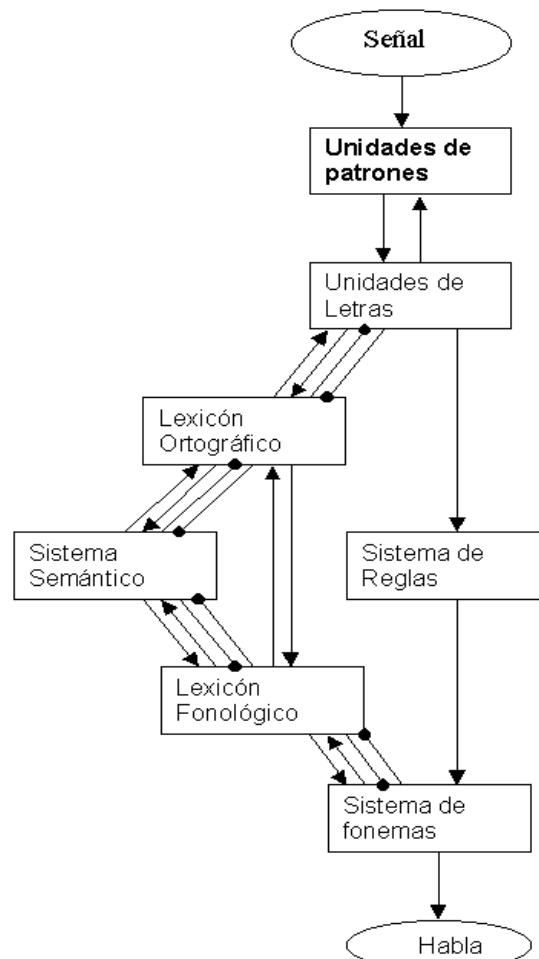 Señal
Unidades de
patrones
Unidades de
Letras
Lexicón
Ortográfico
Sistema
Semántico
Sistema de
Reglas
Lexicón
Fonológico
Sistema de
fonemas
Habla